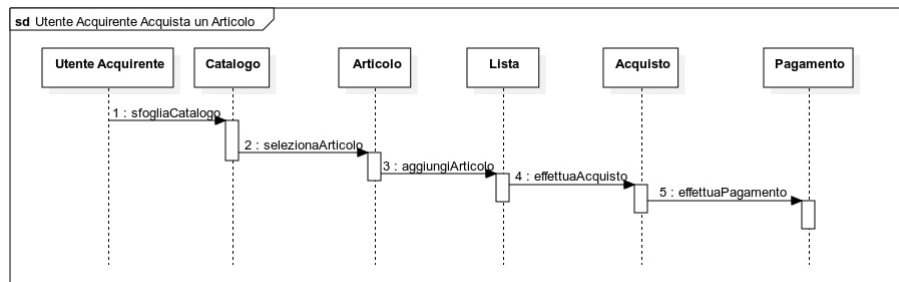 sd Utente Acquirente Acquista un Articolo
Utente Acquirente
Catalogo
Articolo
Lista
Acquisto
Pagamento
1 : sfogliaCatalogo
2 : selezionaArticolo
3 : aggiungiArticolo
4 : effettuaAcquisto
5 : effettuaPagamento